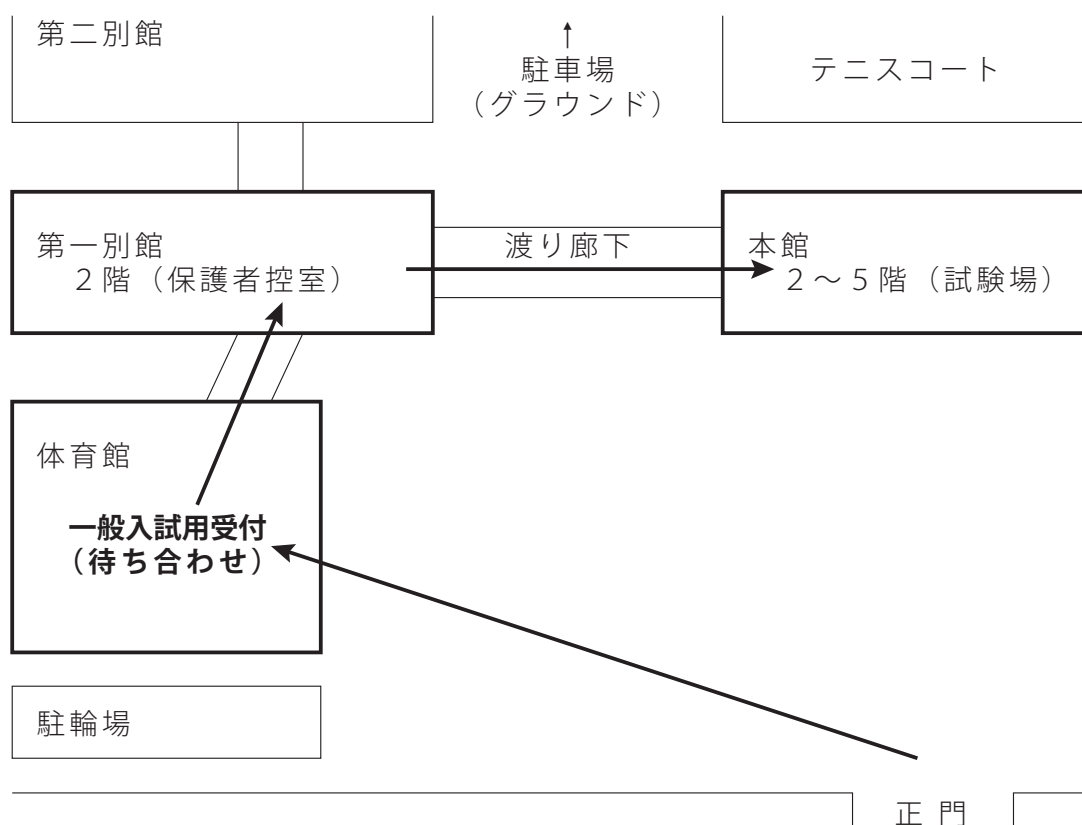 第二別館
↑
駐車場
（グラウンド）
テニスコート
第一別館
２階（保護者控室）
渡り廊下
本館
２～５階（試験場）
体育館
一般入試用受付
（待ち合わせ）
駐輪場
正門